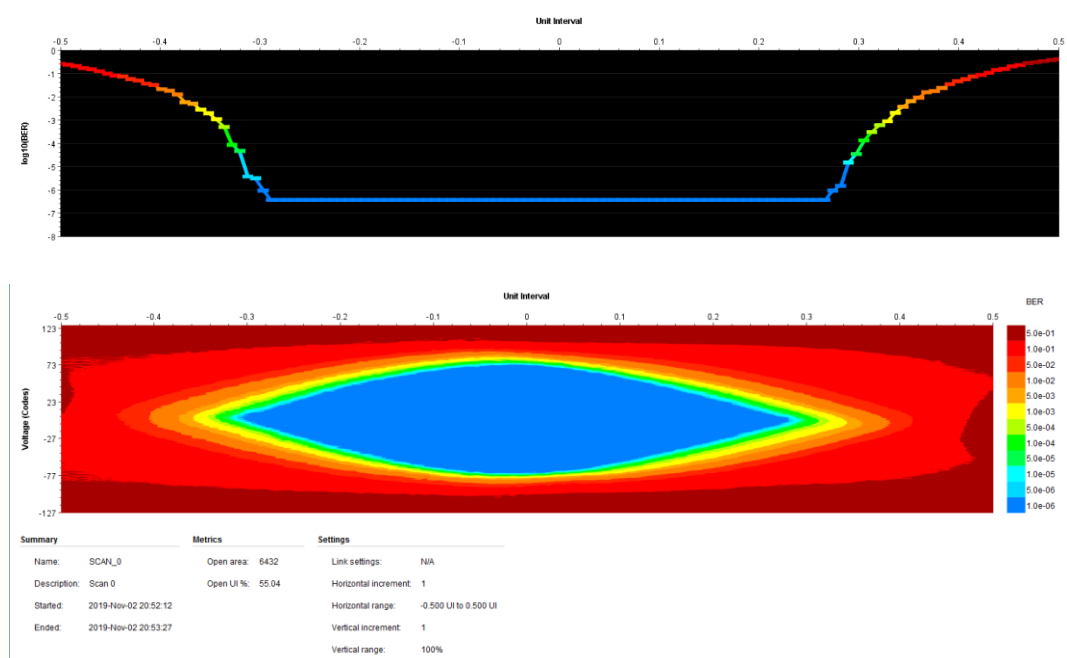 Unit Interval
-0.5 -0.4 -0.3 -0.2 -0.1 0 0.1 0.2 0.3 0.4 0.5
0
-1
-2
-3
-4
-5
-6
-7
-8
log10(BER)
Unit Interval
BER
-0.5 -0.4 -0.3 -0.2 -0.1 0 0.1 0.2 0.3 0.4 0.5
123
73
23
-27
-77
-127
Voltage (Codes)
5.0e-01
1.0e-01
5.0e-02
1.0e-02
5.0e-03
1.0e-03
5.0e-04
1.0e-04
5.0e-05
1.0e-05
5.0e-06
1.0e-06
Summary Metrics Settings
Name: SCAN_0 Open area: 6432 Link settings: N/A
Description: Scan 0 Open UI %: 55.04 Horizontal increment: 1
Started: 2019-Nov-02 20:52:12 Horizontal range: -0.500 UI to 0.500 UI
Ended: 2019-Nov-02 20:53:27 Vertical increment: 1
Vertical range: 100%